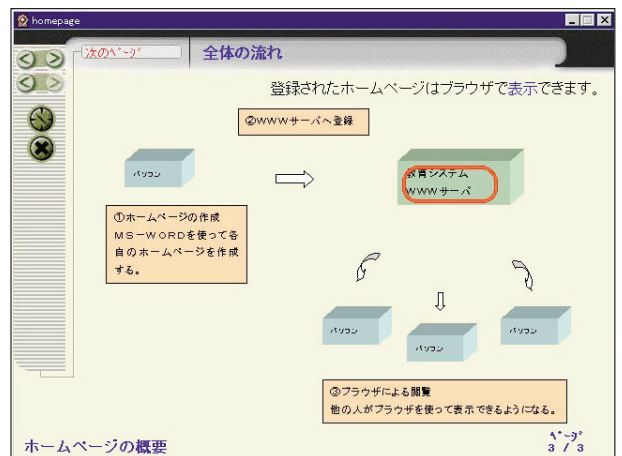 homepage
次のﾍﾟｰｼﾞ
全体の流れ
登録されたホームページはブラウザで表示できます。
②WWWサーバへ登録
パソコン
教育システム
WWWサーバ
①ホームページの作成
MS-WORDを使って各
自のホームページを作成
する。
パソコン
パソコン
パソコン
③ブラウザによる閲覧
他の人がブラウザを使って表示できるようになる。
ホームページの概要
ﾍﾟｰｼﾞ
3 / 3